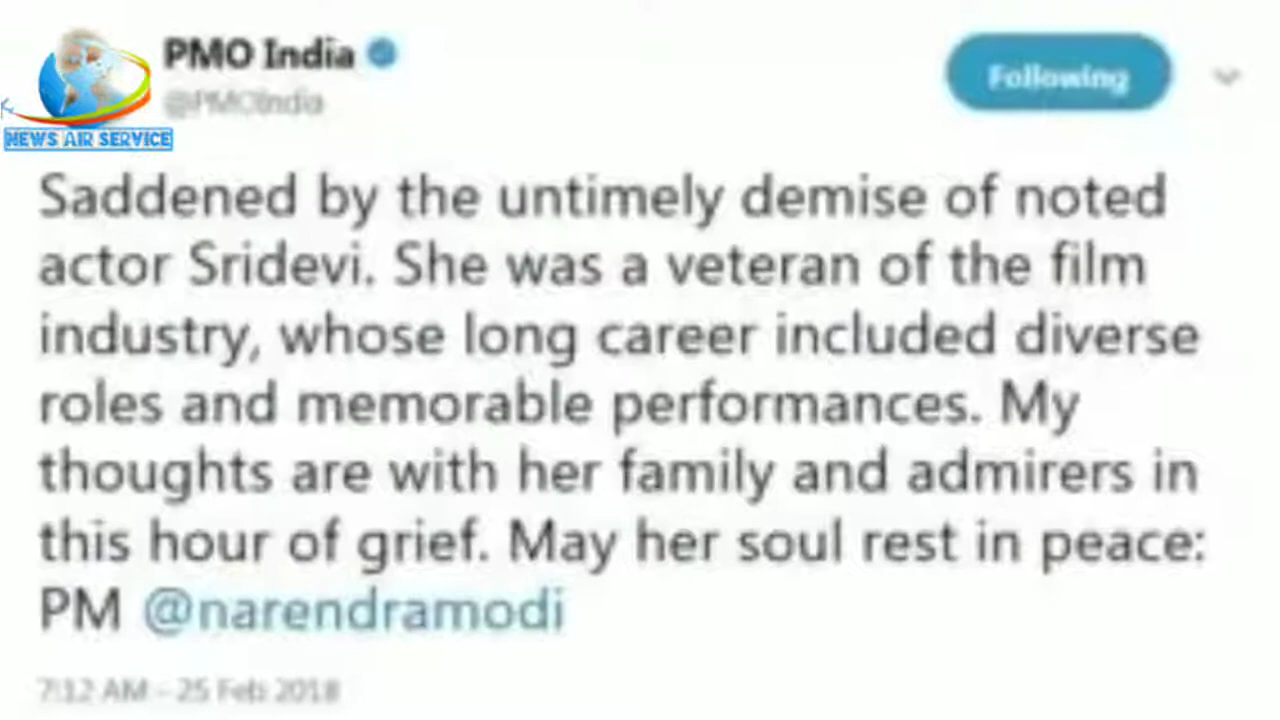 PMO India
@PMOIndia
Following
NEWS AIR SERVICE
Saddened by the untimely demise of noted
actor Sridevi. She was a veteran of the film
industry, whose long career included diverse
roles and memorable performances. My
thoughts are with her family and admirers in
this hour of grief. May her soul rest in peace:
PM @narendramodi
7:12 AM - 25 Feb 2018